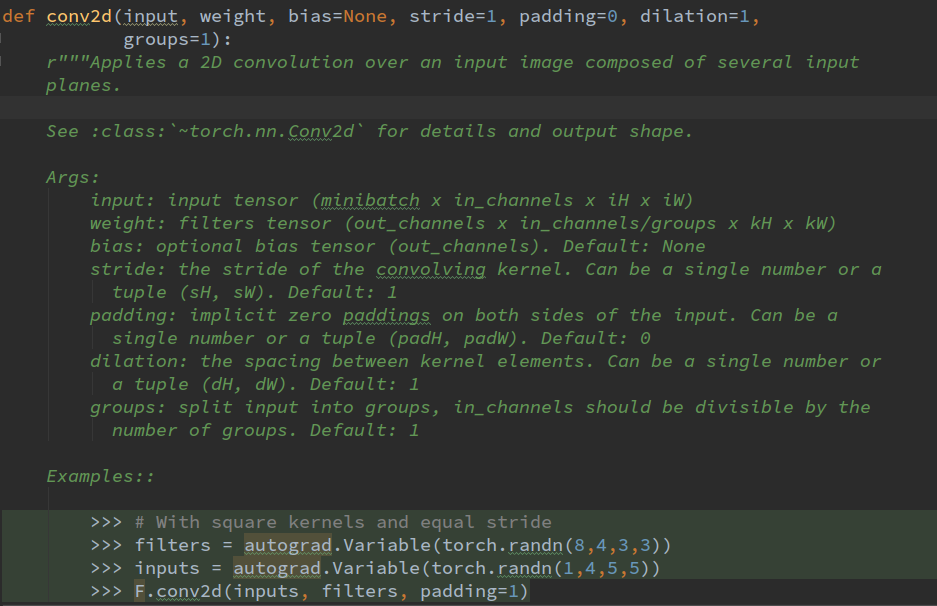 def conv2d(input, weight, bias=None, stride=1, padding=0, dilation=1,
           groups=1):
    r"""Applies a 2D convolution over an input image composed of several input
    planes.

    See :class:`~torch.nn.Conv2d` for details and output shape.

    Args:
        input: input tensor (minibatch x in_channels x iH x iW)
        weight: filters tensor (out_channels x in_channels/groups x kH x kW)
        bias: optional bias tensor (out_channels). Default: None
        stride: the stride of the convolving kernel. Can be a single number or a
          tuple (sH, sW). Default: 1
        padding: implicit zero paddings on both sides of the input. Can be a
          single number or a tuple (padH, padW). Default: 0
        dilation: the spacing between kernel elements. Can be a single number or
          a tuple (dH, dW). Default: 1
        groups: split input into groups, in_channels should be divisible by the
          number of groups. Default: 1

    Examples::

        >>> # With square kernels and equal stride
        >>> filters = autograd.Variable(torch.randn(8,4,3,3))
        >>> inputs = autograd.Variable(torch.randn(1,4,5,5))
        >>> F.conv2d(inputs, filters, padding=1)